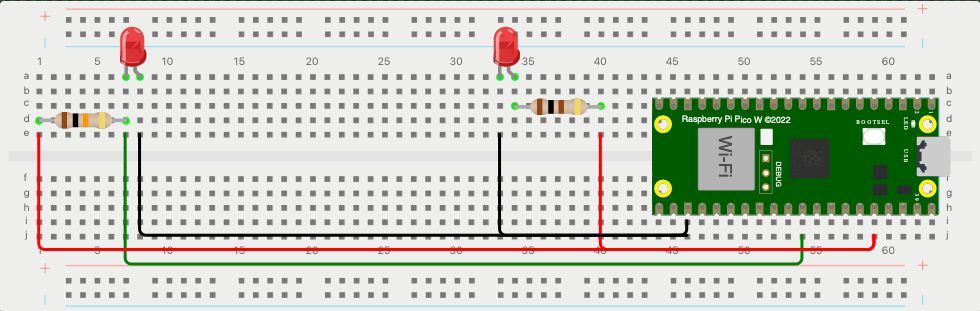 1 5 10 15 20 25 30 35 40 45 50 55 60
a a
b b
c c
d d
e e
Raspberry Pi Pico W ©2022
BOOTSEL
LED
USB
Wi-Fi
DEBUG
f
g g
h h
i i
j j
1 5 10 15 20 25 30 35 40 45 50 55 60